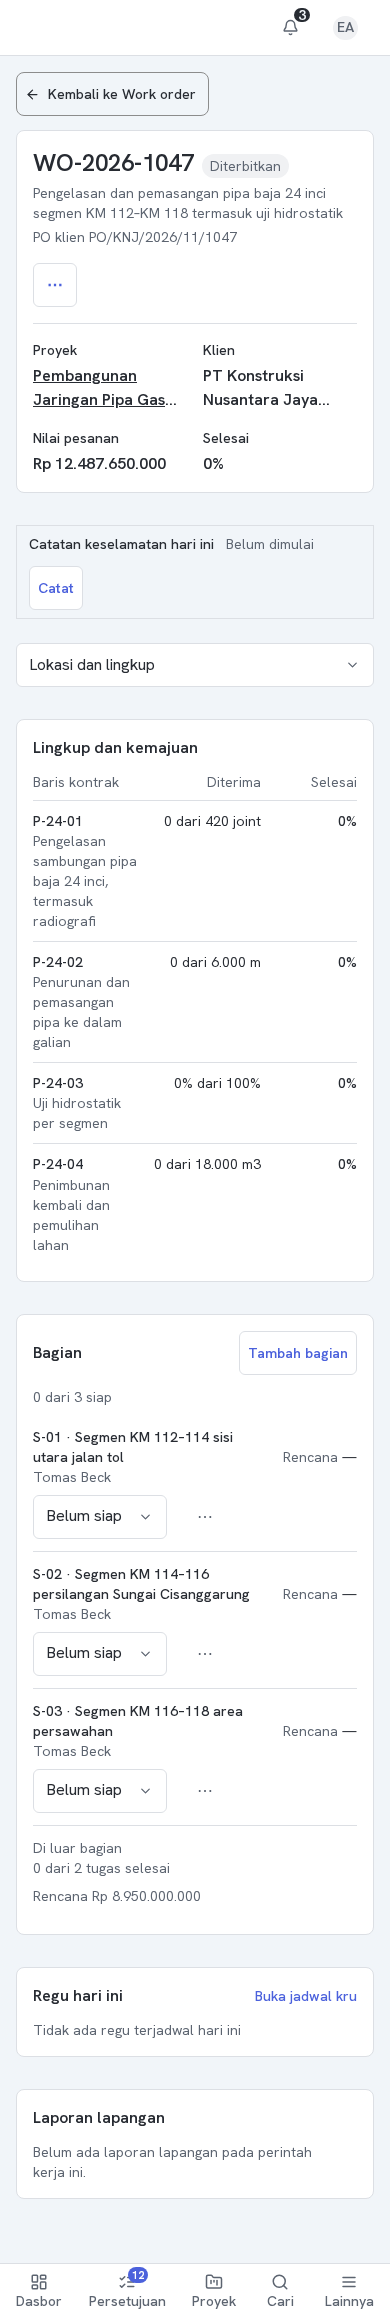 3
EA
Kembali ke Work order
WO-2026-1047 Diterbitkan
Pengelasan dan pemasangan pipa baja 24 inci
segmen KM 112–KM 118 termasuk uji hidrostatik
PO klien PO/KNJ/2026/11/1047
...
Proyek
Pembangunan
Jaringan Pipa Gas...
Klien
PT Konstruksi
Nusantara Jaya...
Nilai pesanan
Rp 12.487.650.000
Selesai
0%
Catatan keselamatan hari ini Belum dimulai
Catat
Lokasi dan lingkup
Lingkup dan kemajuan
Baris kontrak Diterima Selesai
P-24-01 0 dari 420 joint 0%
Pengelasan
sambungan pipa
baja 24 inci,
termasuk
radiografi
P-24-02 0 dari 6.000 m 0%
Penurunan dan
pemasangan
pipa ke dalam
galian
P-24-03 0% dari 100% 0%
Uji hidrostatik
per segmen
P-24-04 0 dari 18.000 m3 0%
Penimbunan
kembali dan
pemulihan
lahan
Bagian Tambah bagian
0 dari 3 siap
S-01 · Segmen KM 112–114 sisi
utara jalan tol
Tomas Beck
Rencana —
Belum siap ...
S-02 · Segmen KM 114–116
persilangan Sungai Cisanggarung
Tomas Beck
Rencana —
Belum siap ...
S-03 · Segmen KM 116–118 area
persawahan
Tomas Beck
Rencana —
Belum siap ...
Di luar bagian
0 dari 2 tugas selesai
Rencana Rp 8.950.000.000
Regu hari ini Buka jadwal kru
Tidak ada regu terjadwal hari ini
Laporan lapangan
Belum ada laporan lapangan pada perintah
kerja ini.
12
Dasbor Persetujuan Proyek Cari Lainnya